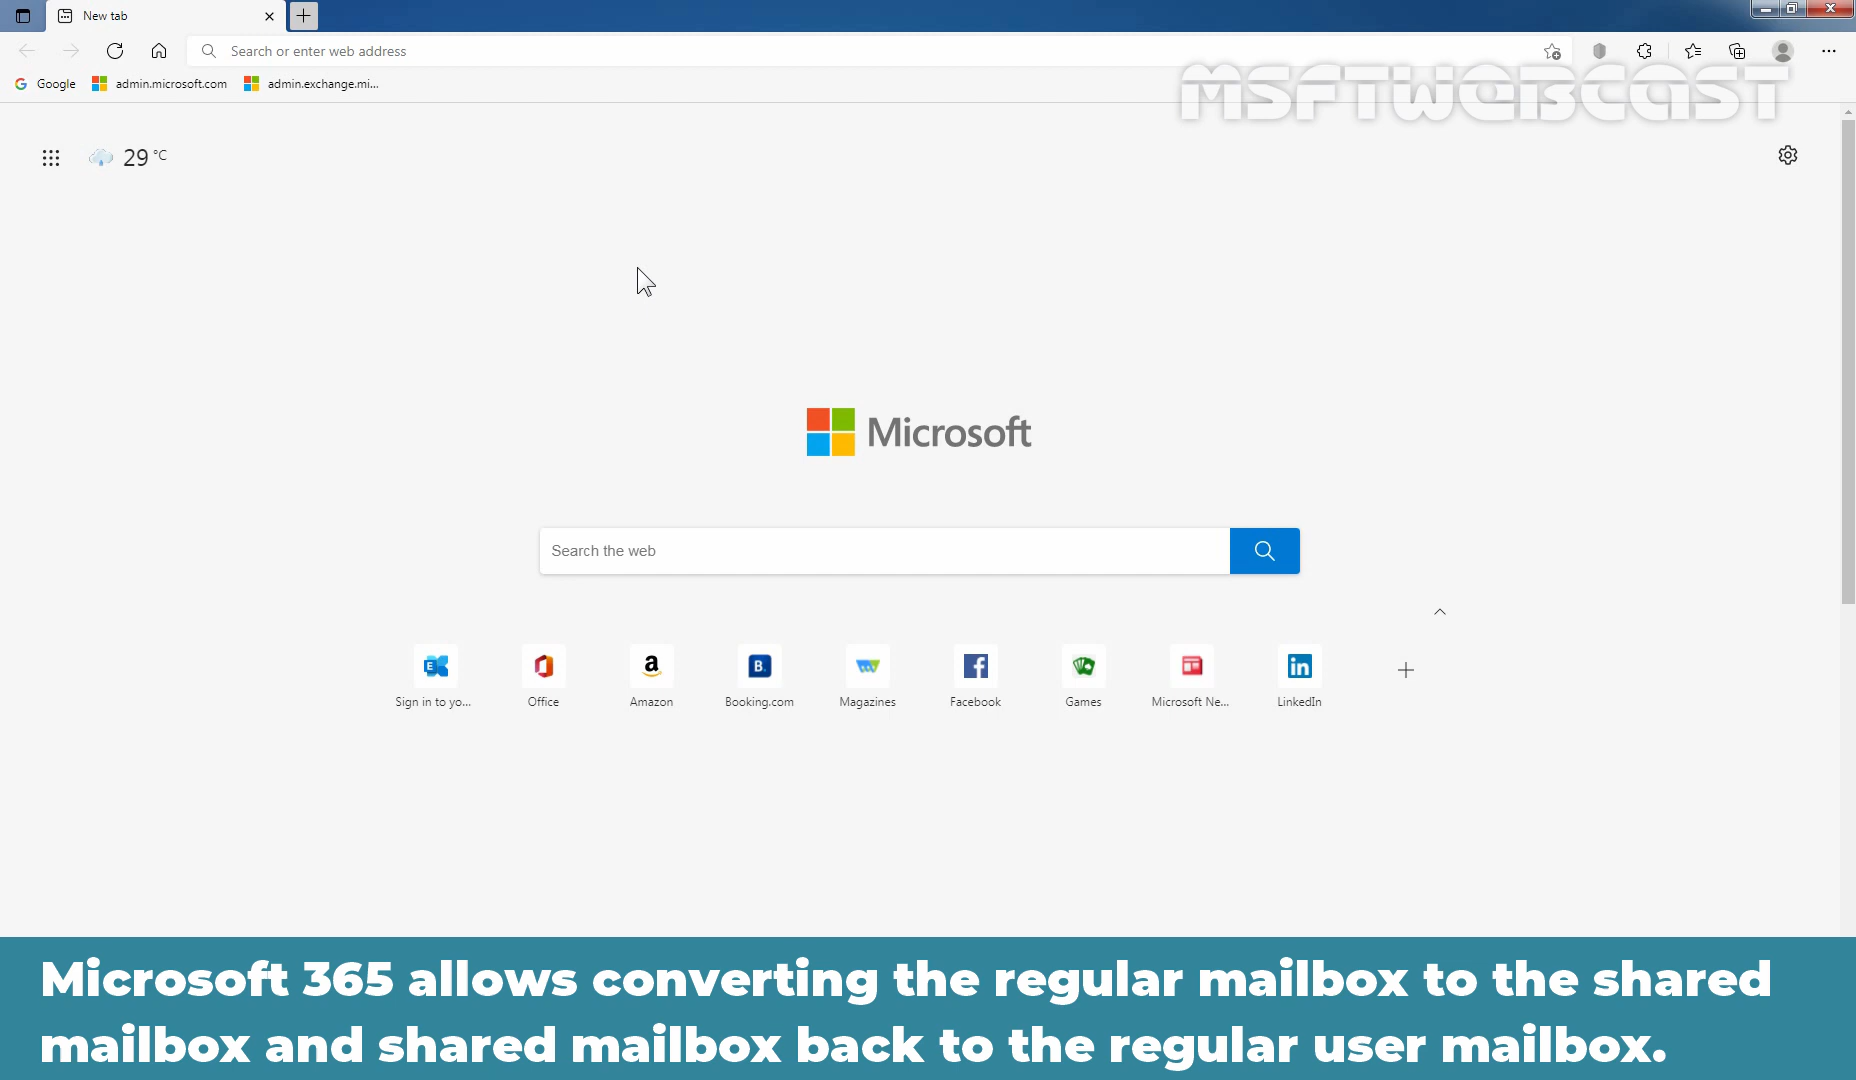 New tab
Search or enter web address
Google
admin.microsoft.com
admin.exchange.mi...
MSFTWEBCAST
29 °C
Microsoft
Search the web
Sign in to yo...
Office
Amazon
Booking.com
Magazines
Facebook
Games
Microsoft Ne...
LinkedIn
Microsoft 365 allows converting the regular mailbox to the shared
mailbox and shared mailbox back to the regular user mailbox.